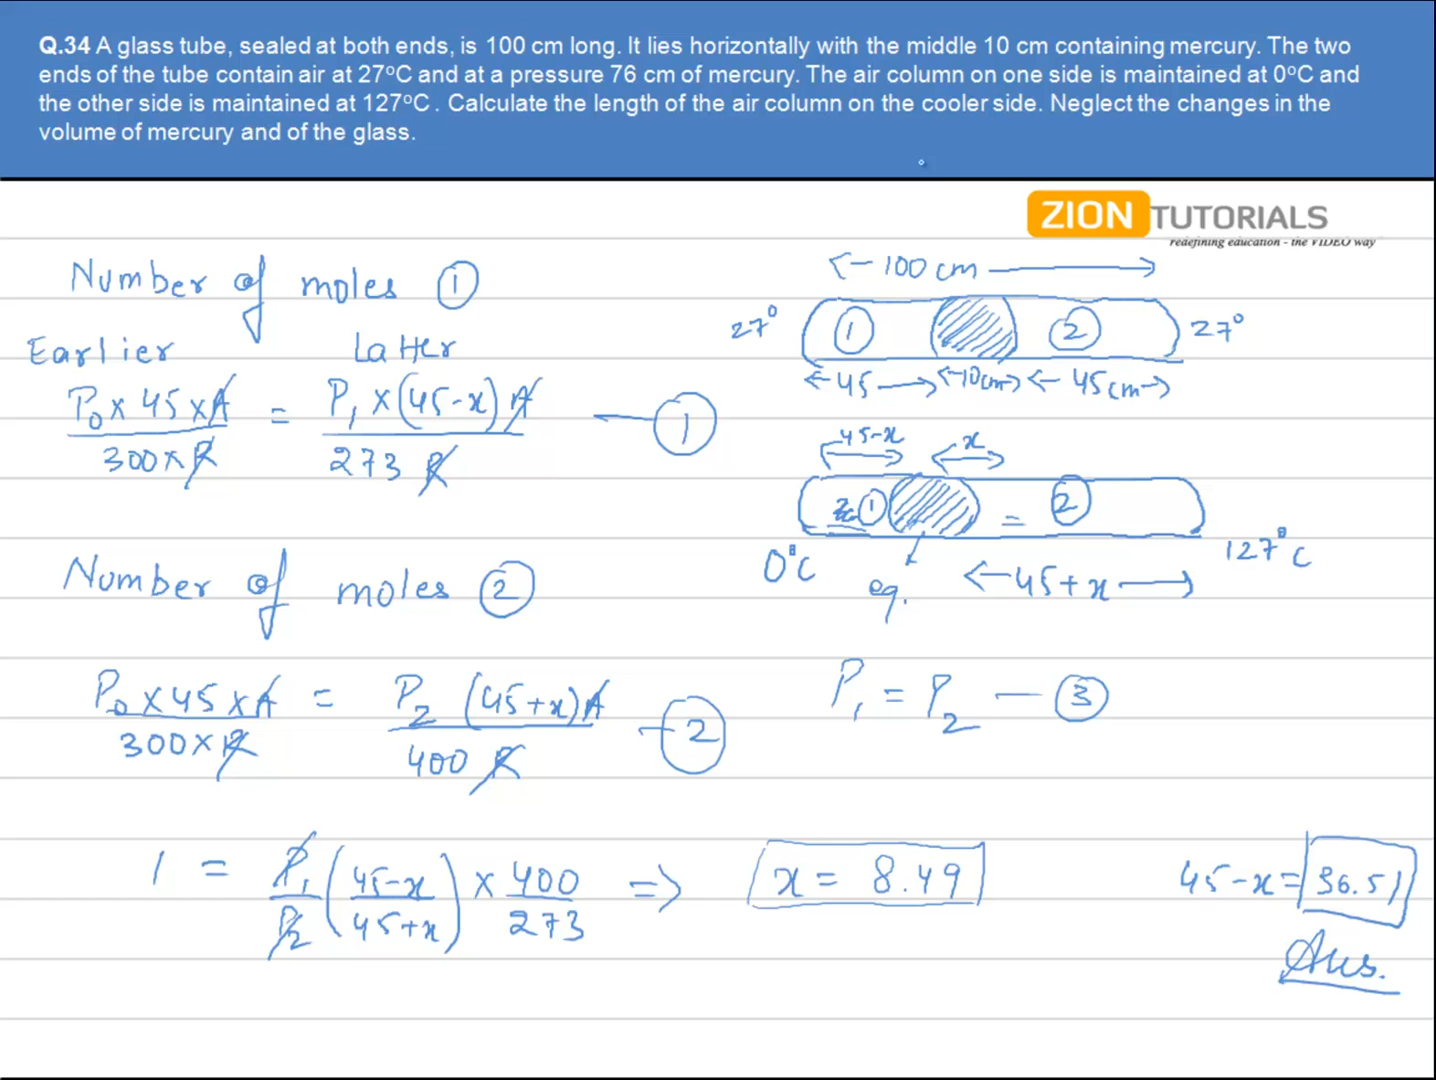 Q.34 A glass tube, sealed at both ends, is 100 cm long. It lies horizontally with the middle 10 cm containing mercury. The two
ends of the tube contain air at 27°C and at a pressure 76 cm of mercury. The air column on one side is maintained at 0°C and
the other side is maintained at 127°C . Calculate the length of the air column on the cooler side. Neglect the changes in the
volume of mercury and of the glass.
ZION TUTORIALS
redefining education - the VIDEO way
Number of moles ①
Earlier Latter
P₀ × 45 × A / 300 × R = P₁ × (45-x) A / 273 R — ①
← 100 cm →
27° ① ② 27°
← 45 → ← 10cm → ← 45 cm →
45-x x
① = ②
0°C 127°C
eq. ← 45 + x →
Number of moles ②
P₀ × 45 × A / 300 × R = P₂ (45+x) A / 400 R — ②
P₁ = P₂ — ③
1 = P₁ / P₂ (45-x / 45+x) × 400 / 273 => x = 8.49
45-x = 36.51
Ans.